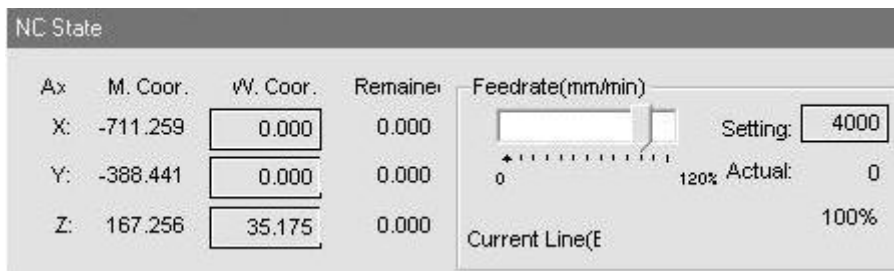 NC State
Ax M. Coor. W. Coor. Remaine
X: -711.259 0.000 0.000
Y: -388.441 0.000 0.000
Z: 167.256 35.175 0.000
Feedrate(mm/min)
Setting: 4000
0 120% Actual: 0
100%
Current Line(